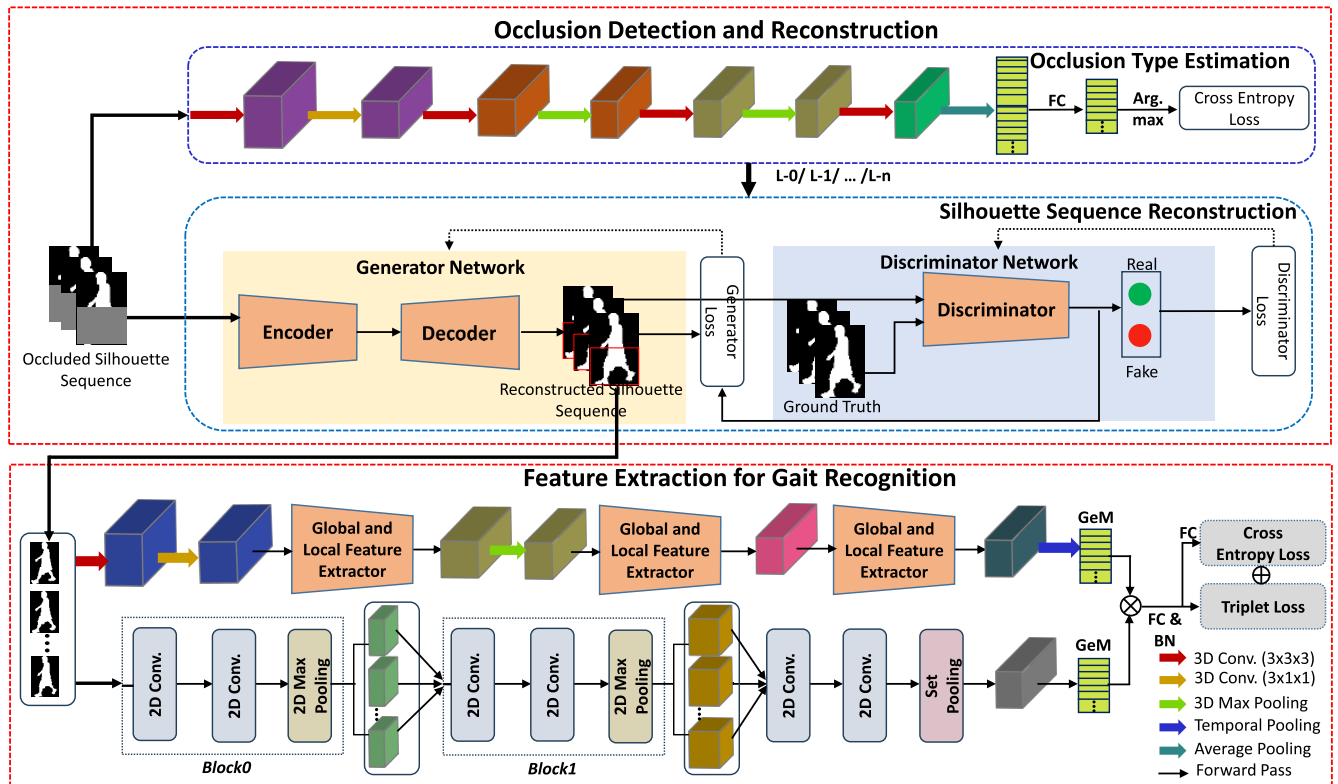 Occlusion Detection and Reconstruction
Occlusion Type Estimation
FC
Arg.
max
Cross Entropy
Loss
L-0/ L-1/ ... /L-n
Silhouette Sequence Reconstruction
Occluded Silhouette
Sequence
Generator Network
Encoder
Decoder
Reconstructed Silhouette
Sequence
Generator
Loss
Discriminator Network
Discriminator
Ground Truth
Real
Fake
Discriminator
Loss
Feature Extraction for Gait Recognition
Global and
Local Feature
Extractor
Global and
Local Feature
Extractor
Global and
Local Feature
Extractor
GeM
FC
Cross
Entropy Loss
Triplet Loss
FC &
BN
2D Conv.
2D Conv.
2D Max
Pooling
Block0
2D Conv.
2D Conv.
2D Max
Pooling
Block1
2D Conv.
2D Conv.
Set
Pooling
GeM
3D Conv. (3x3x3)
3D Conv. (3x1x1)
3D Max Pooling
Temporal Pooling
Average Pooling
Forward Pass